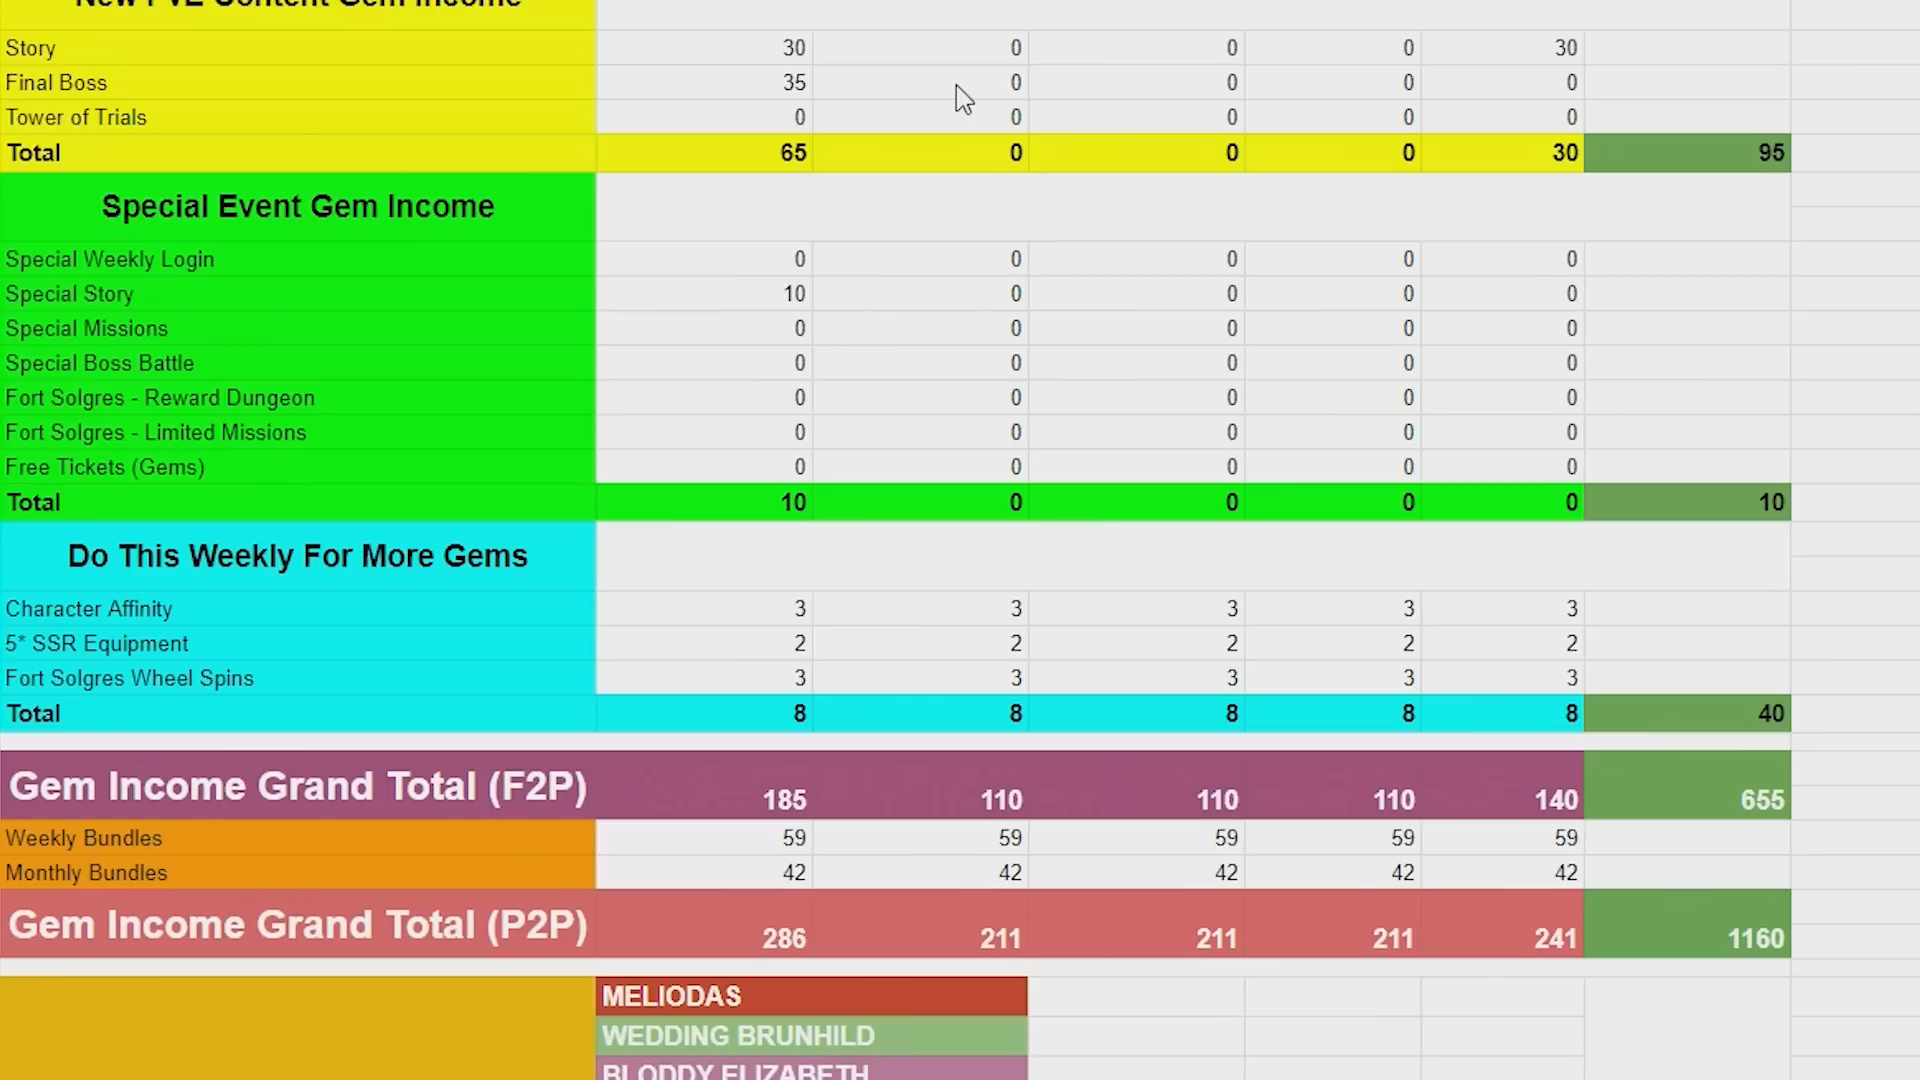 New PVE Content Gem Income
Story 30 0 0 0 30
Final Boss 35 0 0 0 0
Tower of Trials 0 0 0 0 0
Total 65 0 0 0 30 95
Special Event Gem Income
Special Weekly Login 0 0 0 0 0
Special Story 10 0 0 0 0
Special Missions 0 0 0 0 0
Special Boss Battle 0 0 0 0 0
Fort Solgres - Reward Dungeon 0 0 0 0 0
Fort Solgres - Limited Missions 0 0 0 0 0
Free Tickets (Gems) 0 0 0 0 0
Total 10 0 0 0 0 10
Do This Weekly For More Gems
Character Affinity 3 3 3 3 3
5* SSR Equipment 2 2 2 2 2
Fort Solgres Wheel Spins 3 3 3 3 3
Total 8 8 8 8 8 40
Gem Income Grand Total (F2P) 185 110 110 110 140 655
Weekly Bundles 59 59 59 59 59
Monthly Bundles 42 42 42 42 42
Gem Income Grand Total (P2P) 286 211 211 211 241 1160
MELIODAS
WEDDING BRUNHILD
BLODDY ELIZABETH